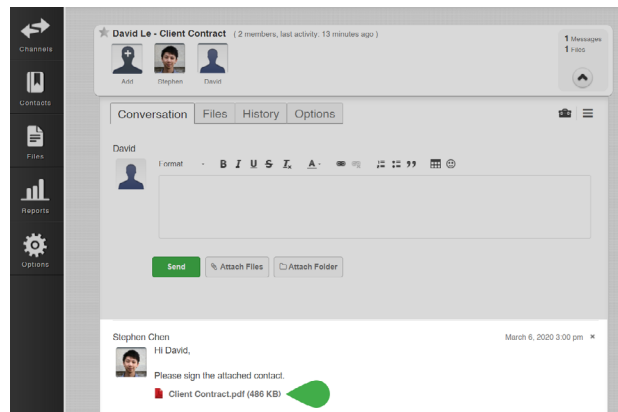 Channels
Contacts
Files
Reports
Options
David Le - Client Contract ( 2 members, last activity: 13 minutes ago )
Add Stephen David
1 Messages
1 Files
Conversation Files History Options
David
Format B I U S Ix A
Send Attach Files Attach Folder
Stephen Chen March 6, 2020 3:00 pm ×
Hi David,
Please sign the attached contact.
Client Contract.pdf (486 KB)